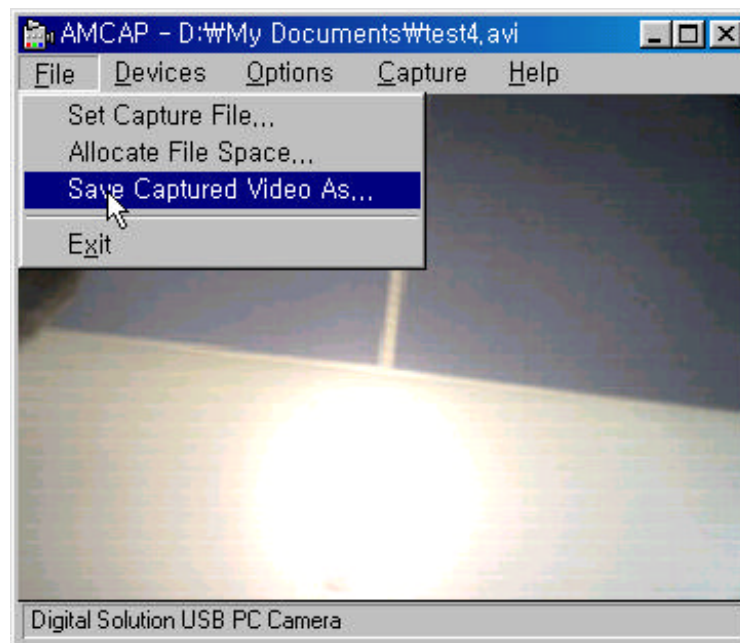 AMCAP - D:₩My Documents₩test4.avi
File Devices Options Capture Help
Set Capture File...
Allocate File Space...
Save Captured Video As...
Exit
Digital Solution USB PC Camera